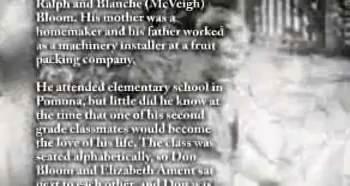 Ralph and Blanche (McVeigh)
Bloom. His mother was a
homemaker and his father worked
as a machinery installer at a fruit
packing company.
He attended elementary school in
Pomona, but little did he know at
the time that one of his second
grade classmates would become
the love of his life. The class was
seated alphabetically, so Don
Bloom and Elizabeth Ament sat
next to each other, and Don was